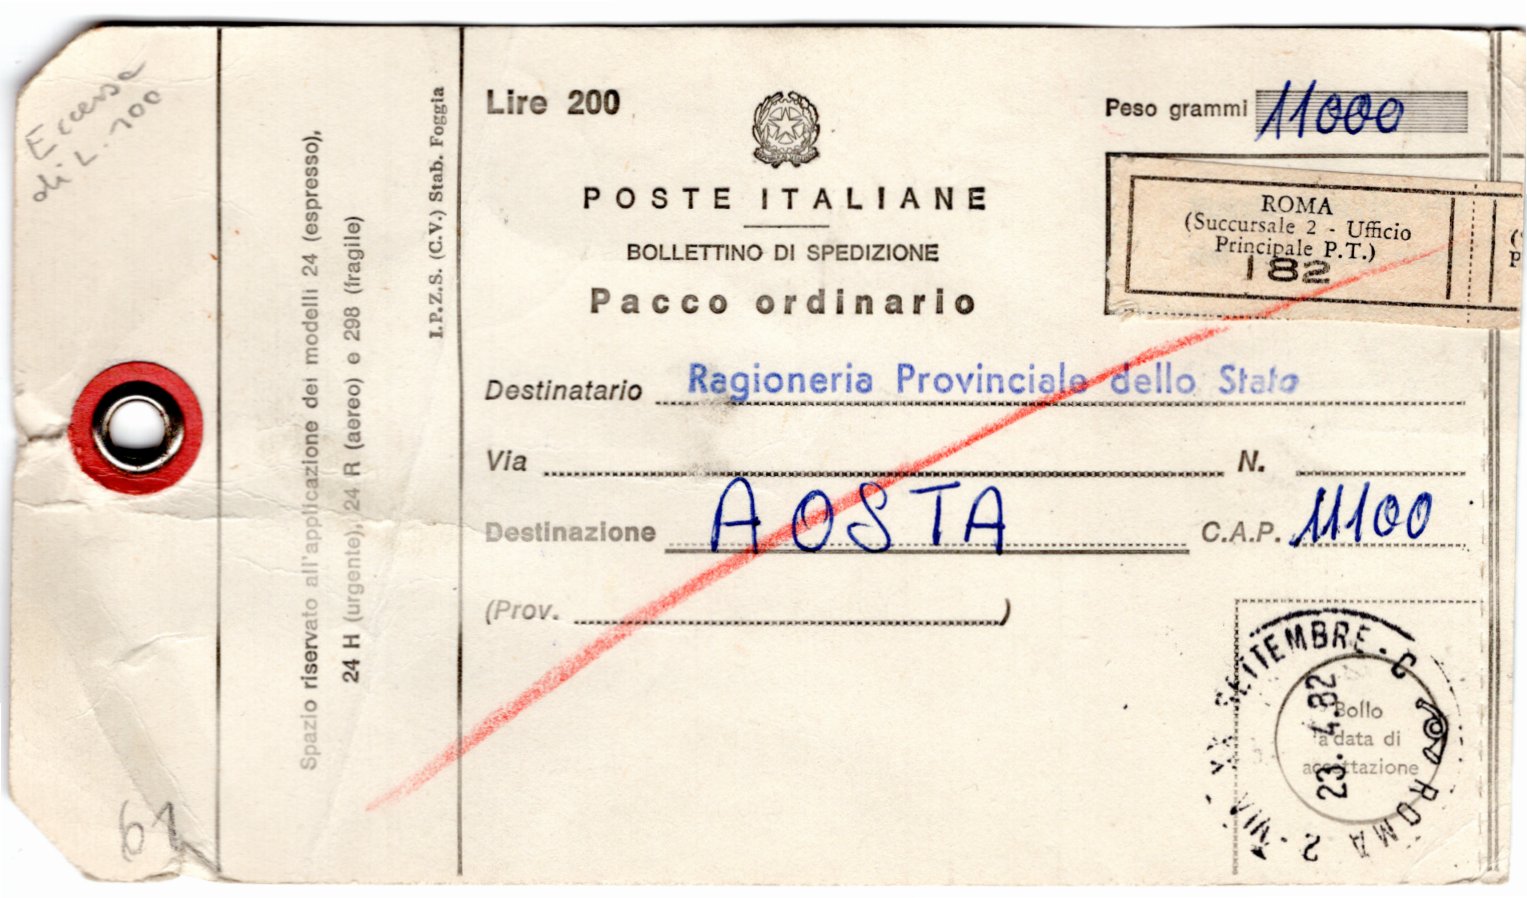 Eccesso
di L. 100
61
Spazio riservato all'applicazione dei modelli 24 (espresso),
24 H (urgente), 24 R (aereo) e 298 (fragile)
I.P.Z.S. (C.V.) Stab. Foggia
Lire 200
POSTE ITALIANE
BOLLETTINO DI SPEDIZIONE
Pacco ordinario
Peso grammi 11000
ROMA
(Succursale 2 - Ufficio
Principale P.T.)
182
Destinatario Ragioneria Provinciale dello Stato
Via N.
Destinazione AOSTA C.A.P. 11100
(Prov. )
Bollo
a data di
accettazione
ROMA 2 - VIA XX SETTEMBRE - C
23. 4.82